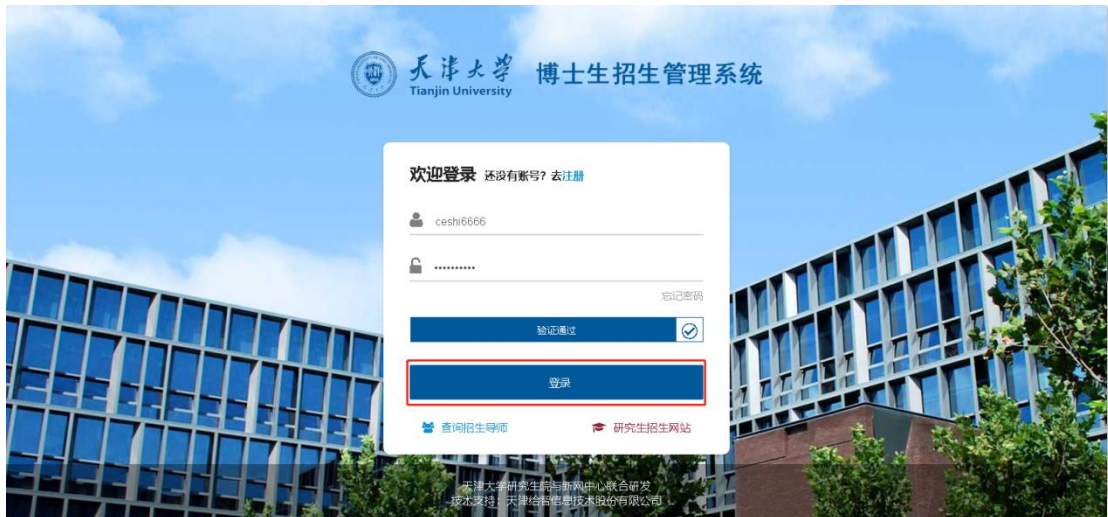 天津大学 博士生招生管理系统
Tianjin University
欢迎登录 还没有账号？去注册
ceshi6666
··········
忘记密码
验证通过
登录
查询招生导师 研究生招生网站
天津大学研究生院与新网中心联合研发
技术支持：天津给智信息技术股份有限公司